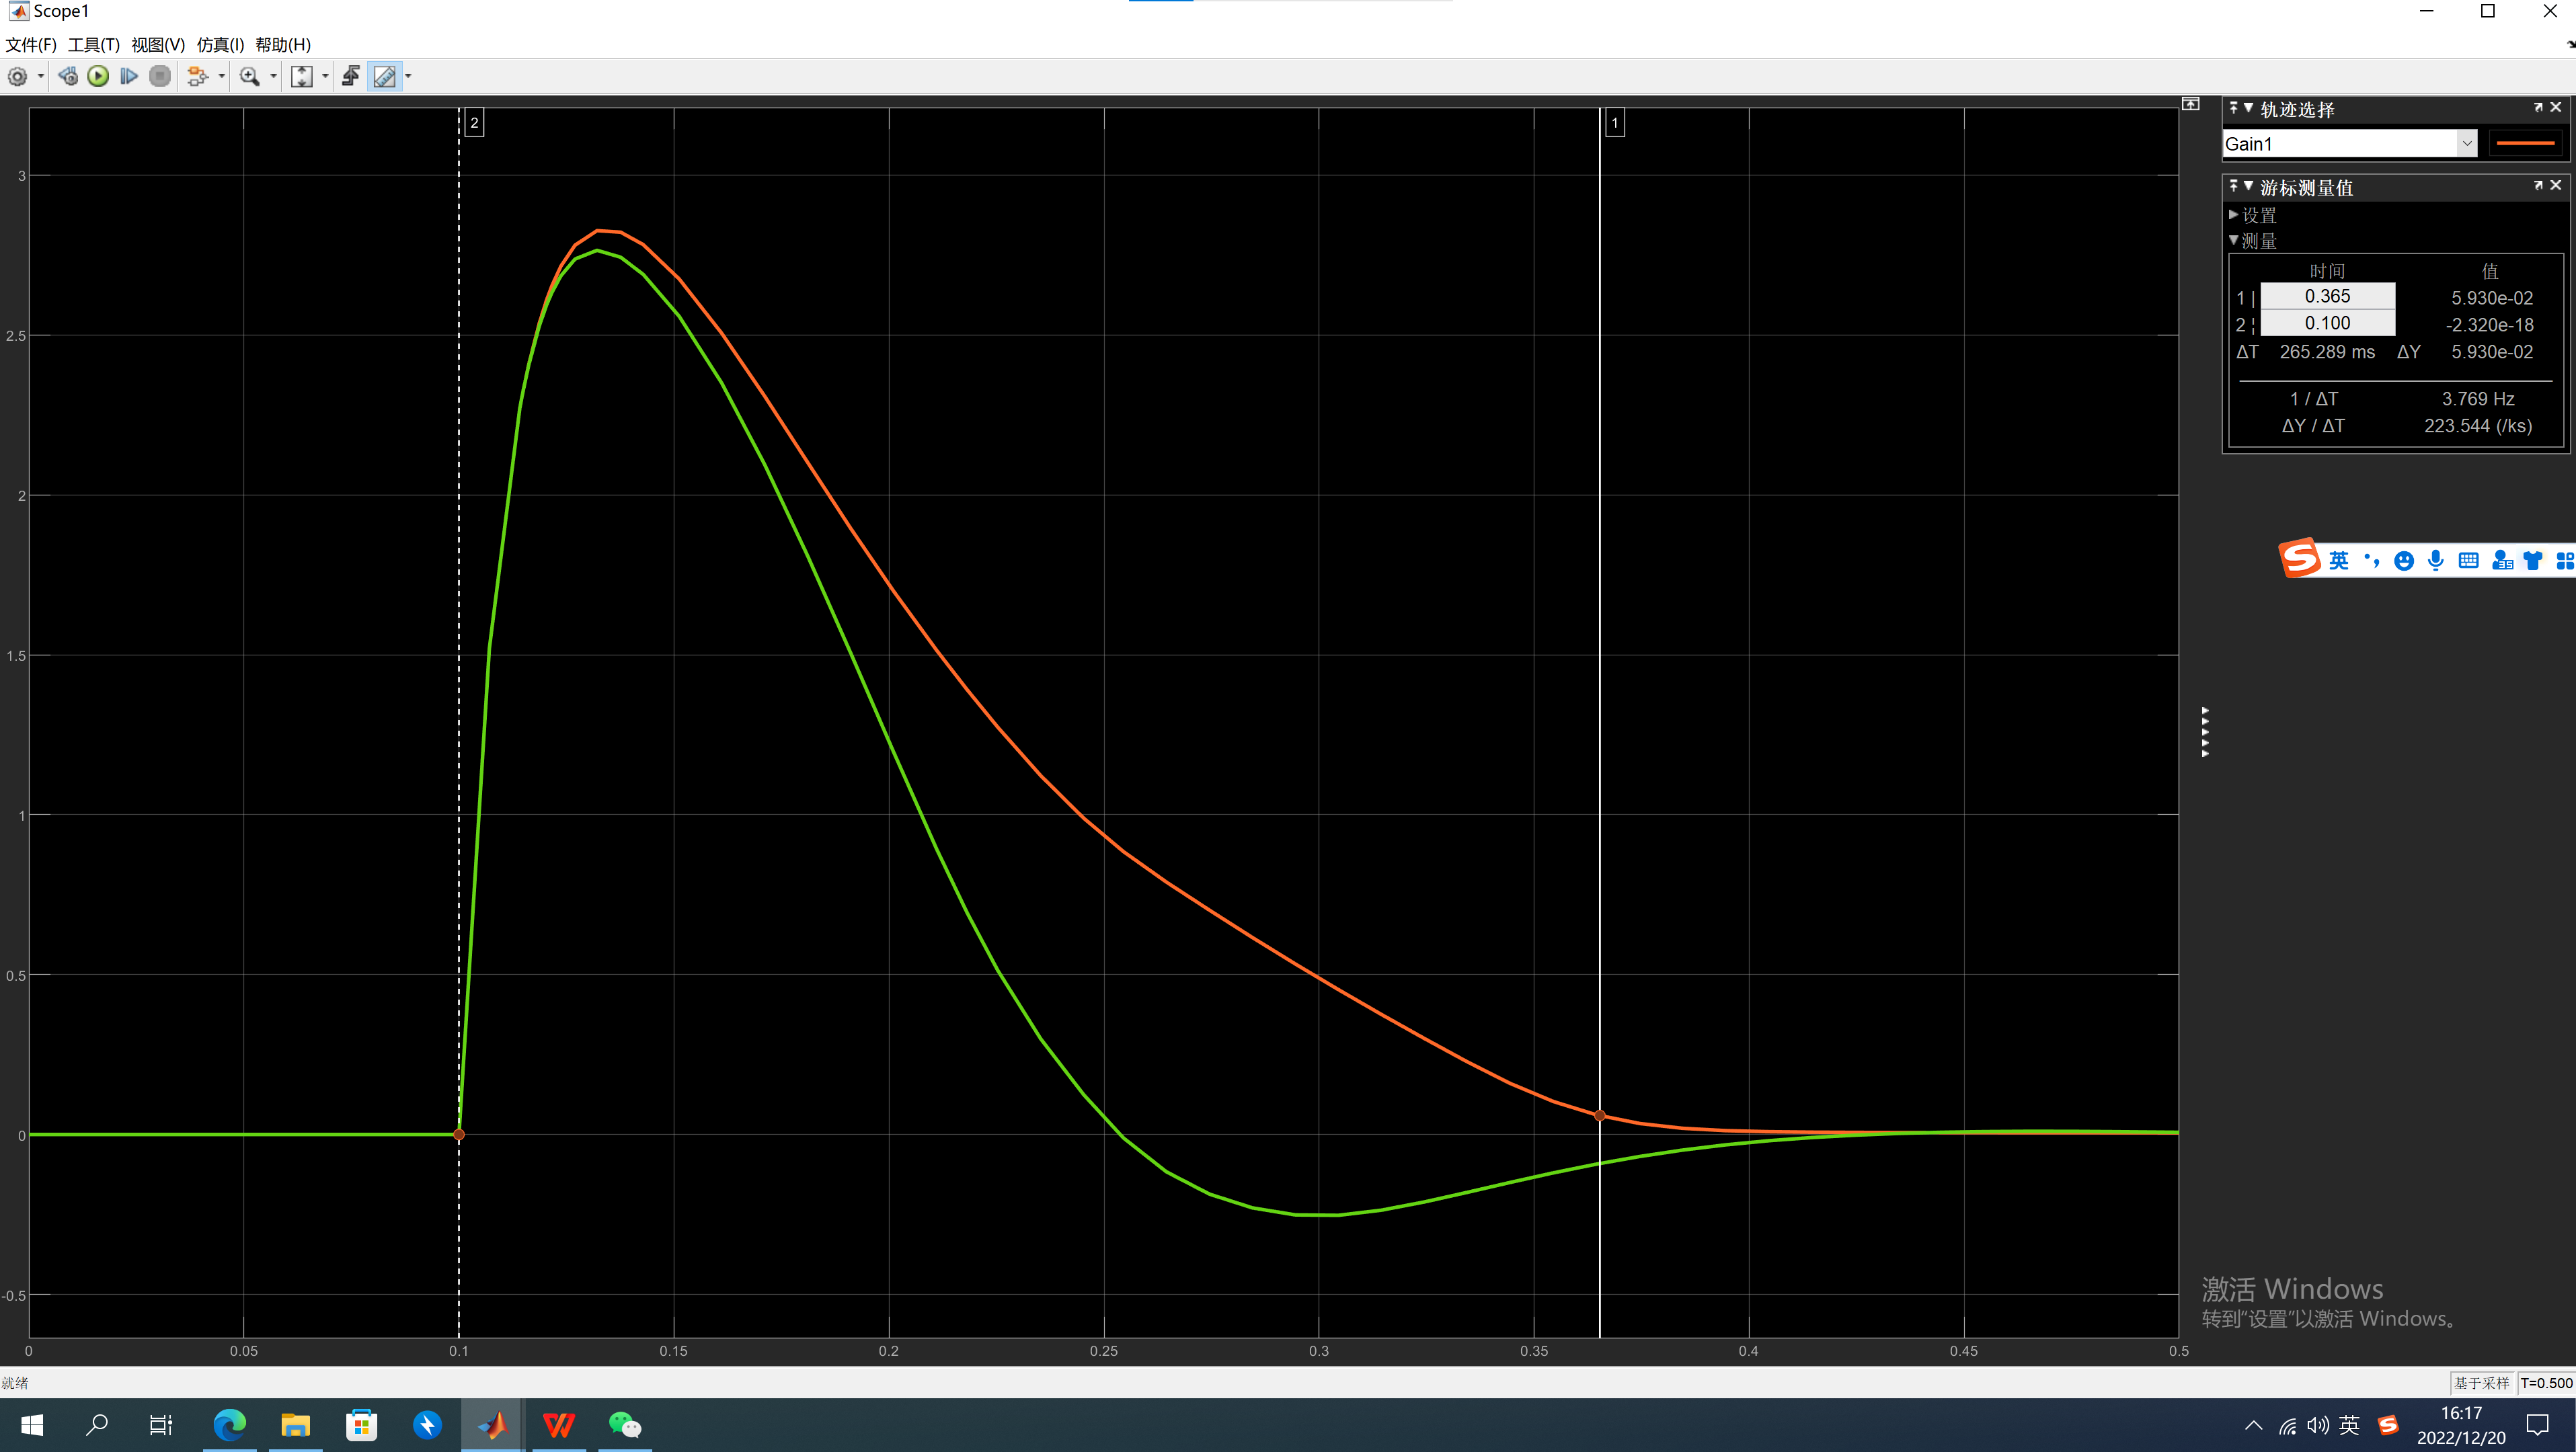 Scope1
文件(F) 工具(T) 视图(V) 仿真(I) 帮助(H)
2
1
3
2.5
2
1.5
1
0.5
0
-0.5
0 0.05 0.1 0.15 0.2 0.25 0.3 0.35 0.4 0.45 0.5
轨迹选择
Gain1
游标测量值
设置
测量
时间 值
1 | 0.365 5.930e-02
2 ¦ 0.100 -2.320e-18
ΔT 265.289 ms ΔY 5.930e-02
1 / ΔT 3.769 Hz
ΔY / ΔT 223.544 (/ks)
S 英
35
激活 Windows
转到“设置”以激活 Windows。
就绪
基于采样 T=0.500
英 S
16:17
2022/12/20